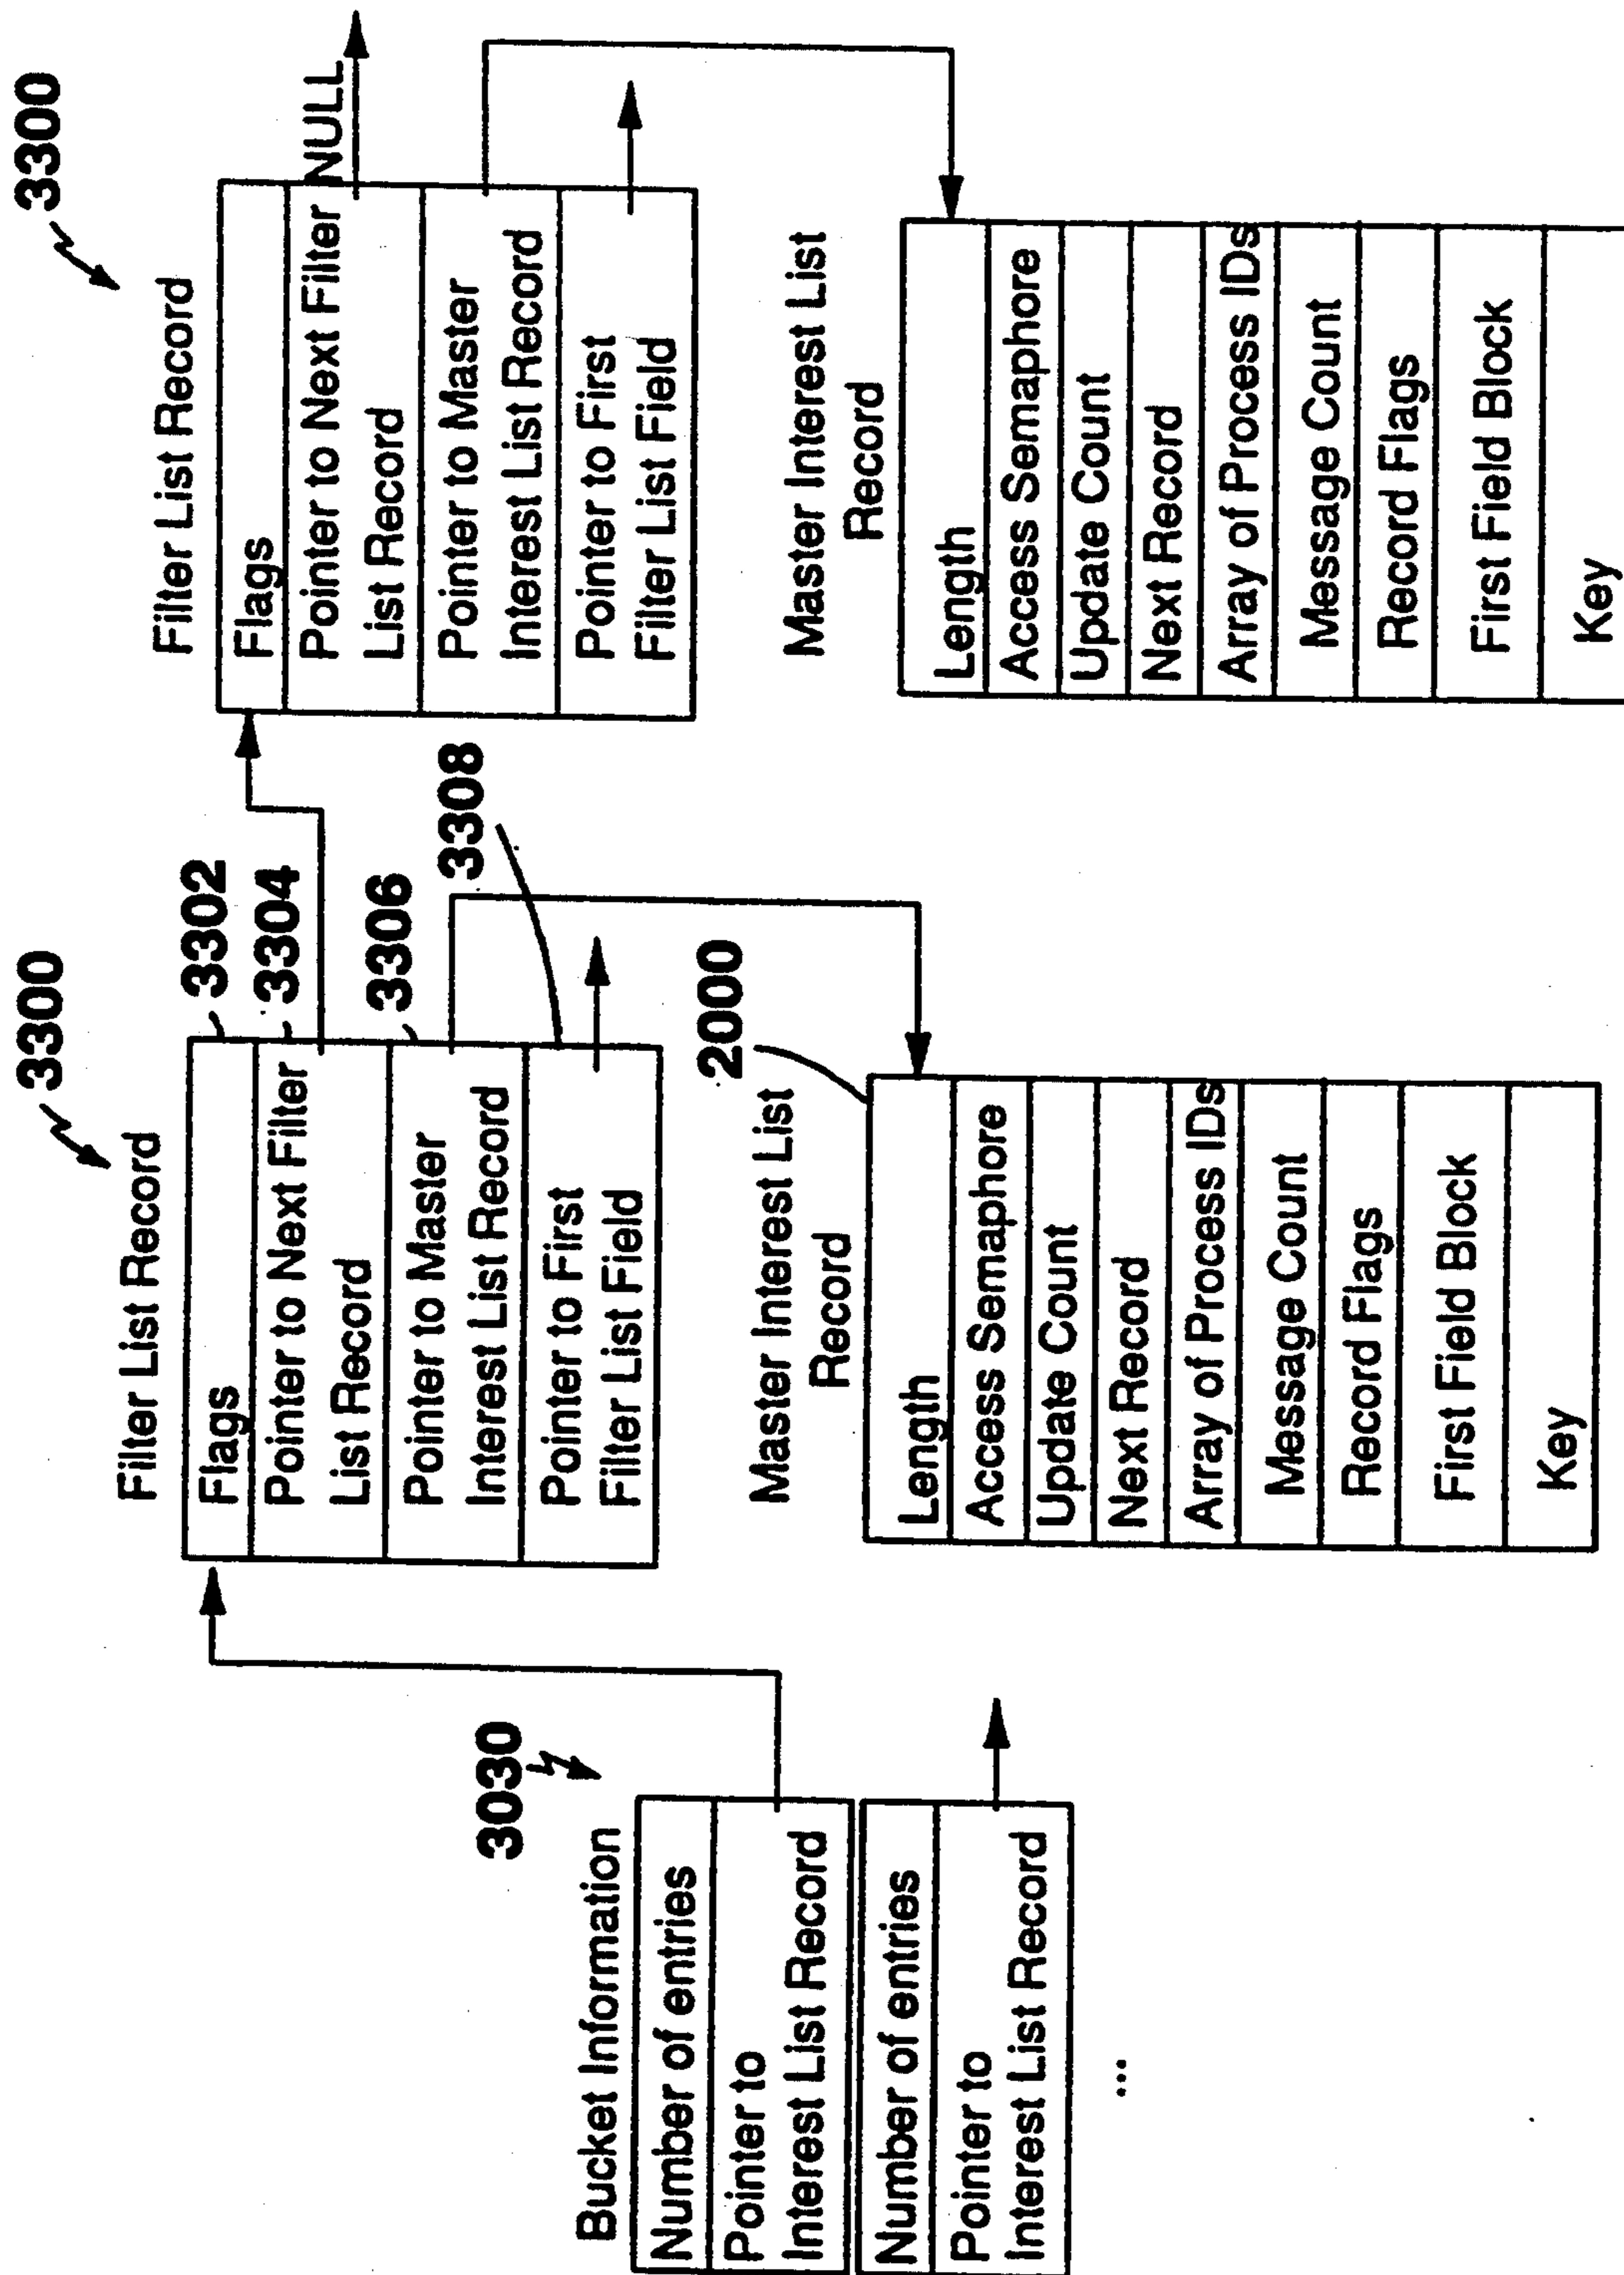 3030
Bucket Information
Number of entries
Pointer to
Interest List Record
Number of entries
Pointer to
Interest List Record
...
3300
Filter List Record
3302
3304
3306
3308
Flags
Pointer to Next Filter
List Record
Pointer to Master
Interest List Record
Pointer to First
Filter List Field
2000
Master Interest List
Record
Length
Access Semaphore
Update Count
Next Record
Array of Process IDs
Message Count
Record Flags
First Field Block
Key
3300
Filter List Record
Flags
Pointer to Next Filter
List Record
NULL
Pointer to Master
Interest List Record
Pointer to First
Filter List Field
Master Interest List
Record
Length
Access Semaphore
Update Count
Next Record
Array of Process IDs
Message Count
Record Flags
First Field Block
Key